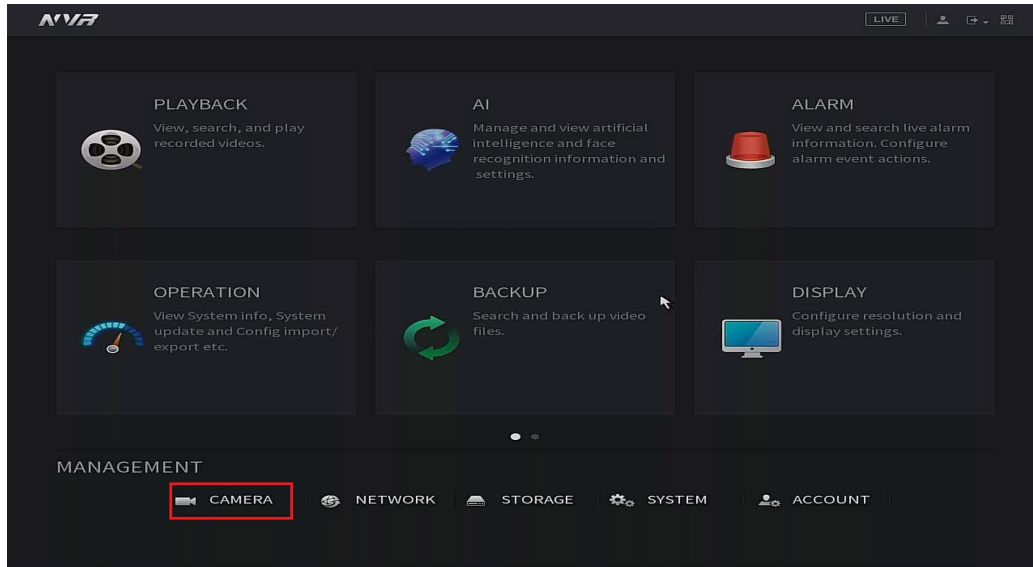 NVR
LIVE
PLAYBACK
View, search, and play
recorded videos.
AI
Manage and view artificial
intelligence and face
recognition information and
settings.
ALARM
View and search live alarm
information. Configure
alarm event actions.
OPERATION
View System info, System
update and Config import/
export etc.
BACKUP
Search and back up video
files.
DISPLAY
Configure resolution and
display settings.
MANAGEMENT
CAMERA
NETWORK
STORAGE
SYSTEM
ACCOUNT